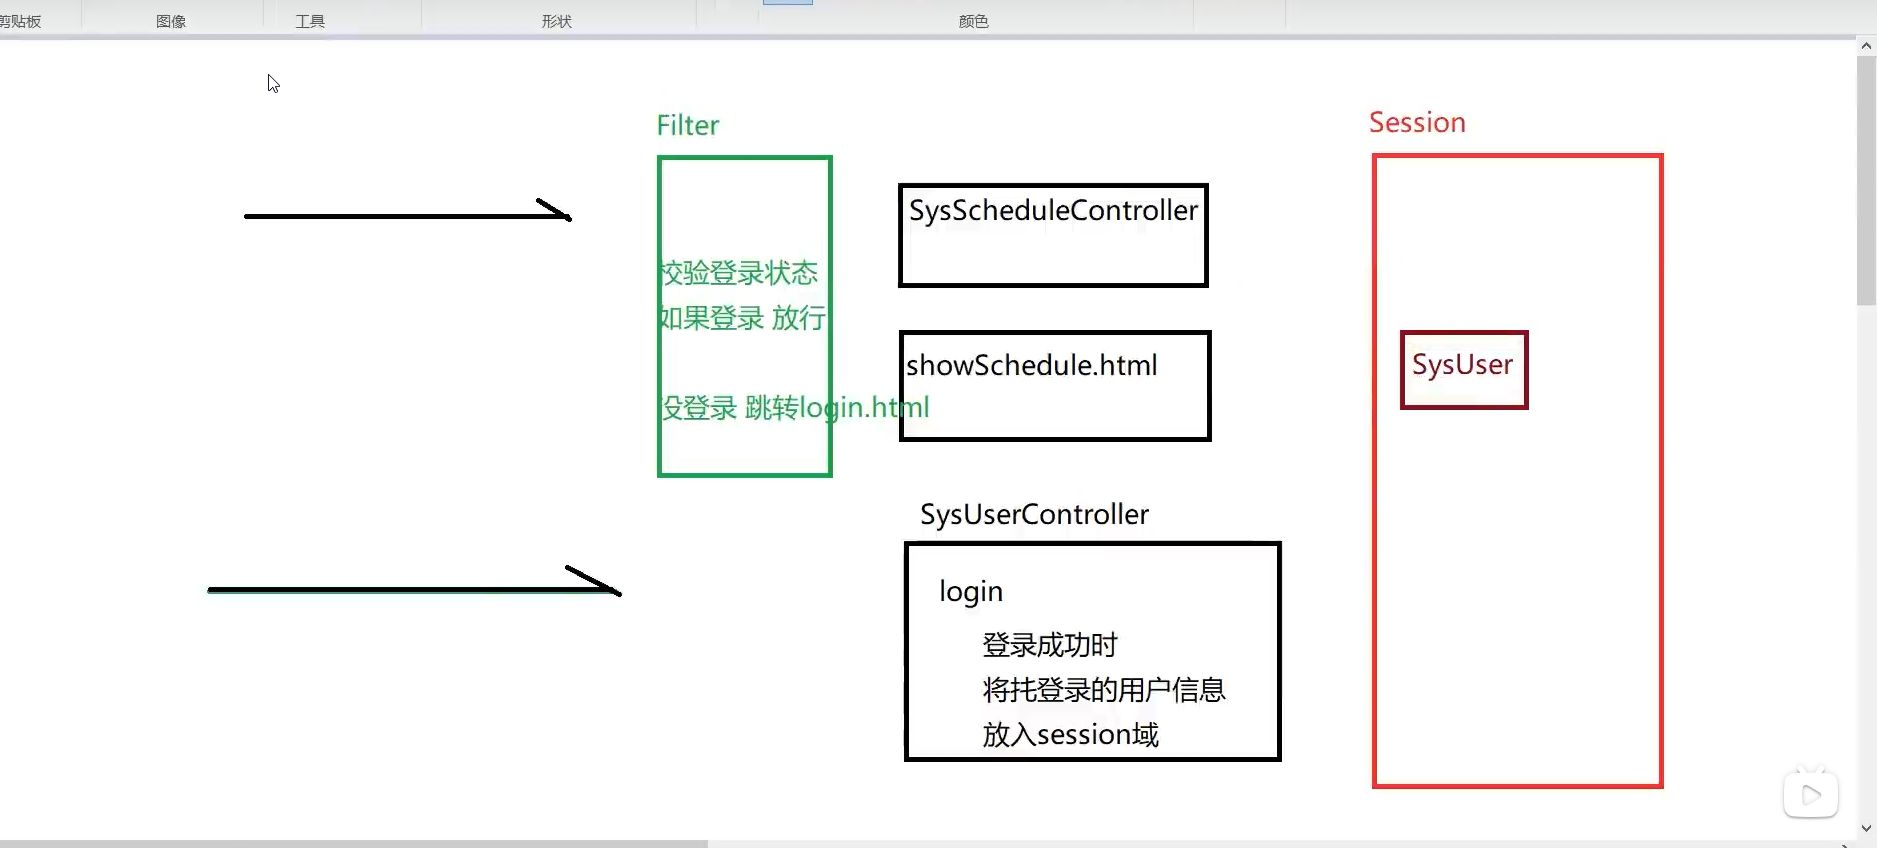 剪贴板
图像
工具
形状
颜色
Filter
Session
SysScheduleController
校验登录状态
如果登录 放行
showSchedule.html
SysUser
没登录 跳转login.html
SysUserController
login
登录成功时
将托登录的用户信息
放入session域